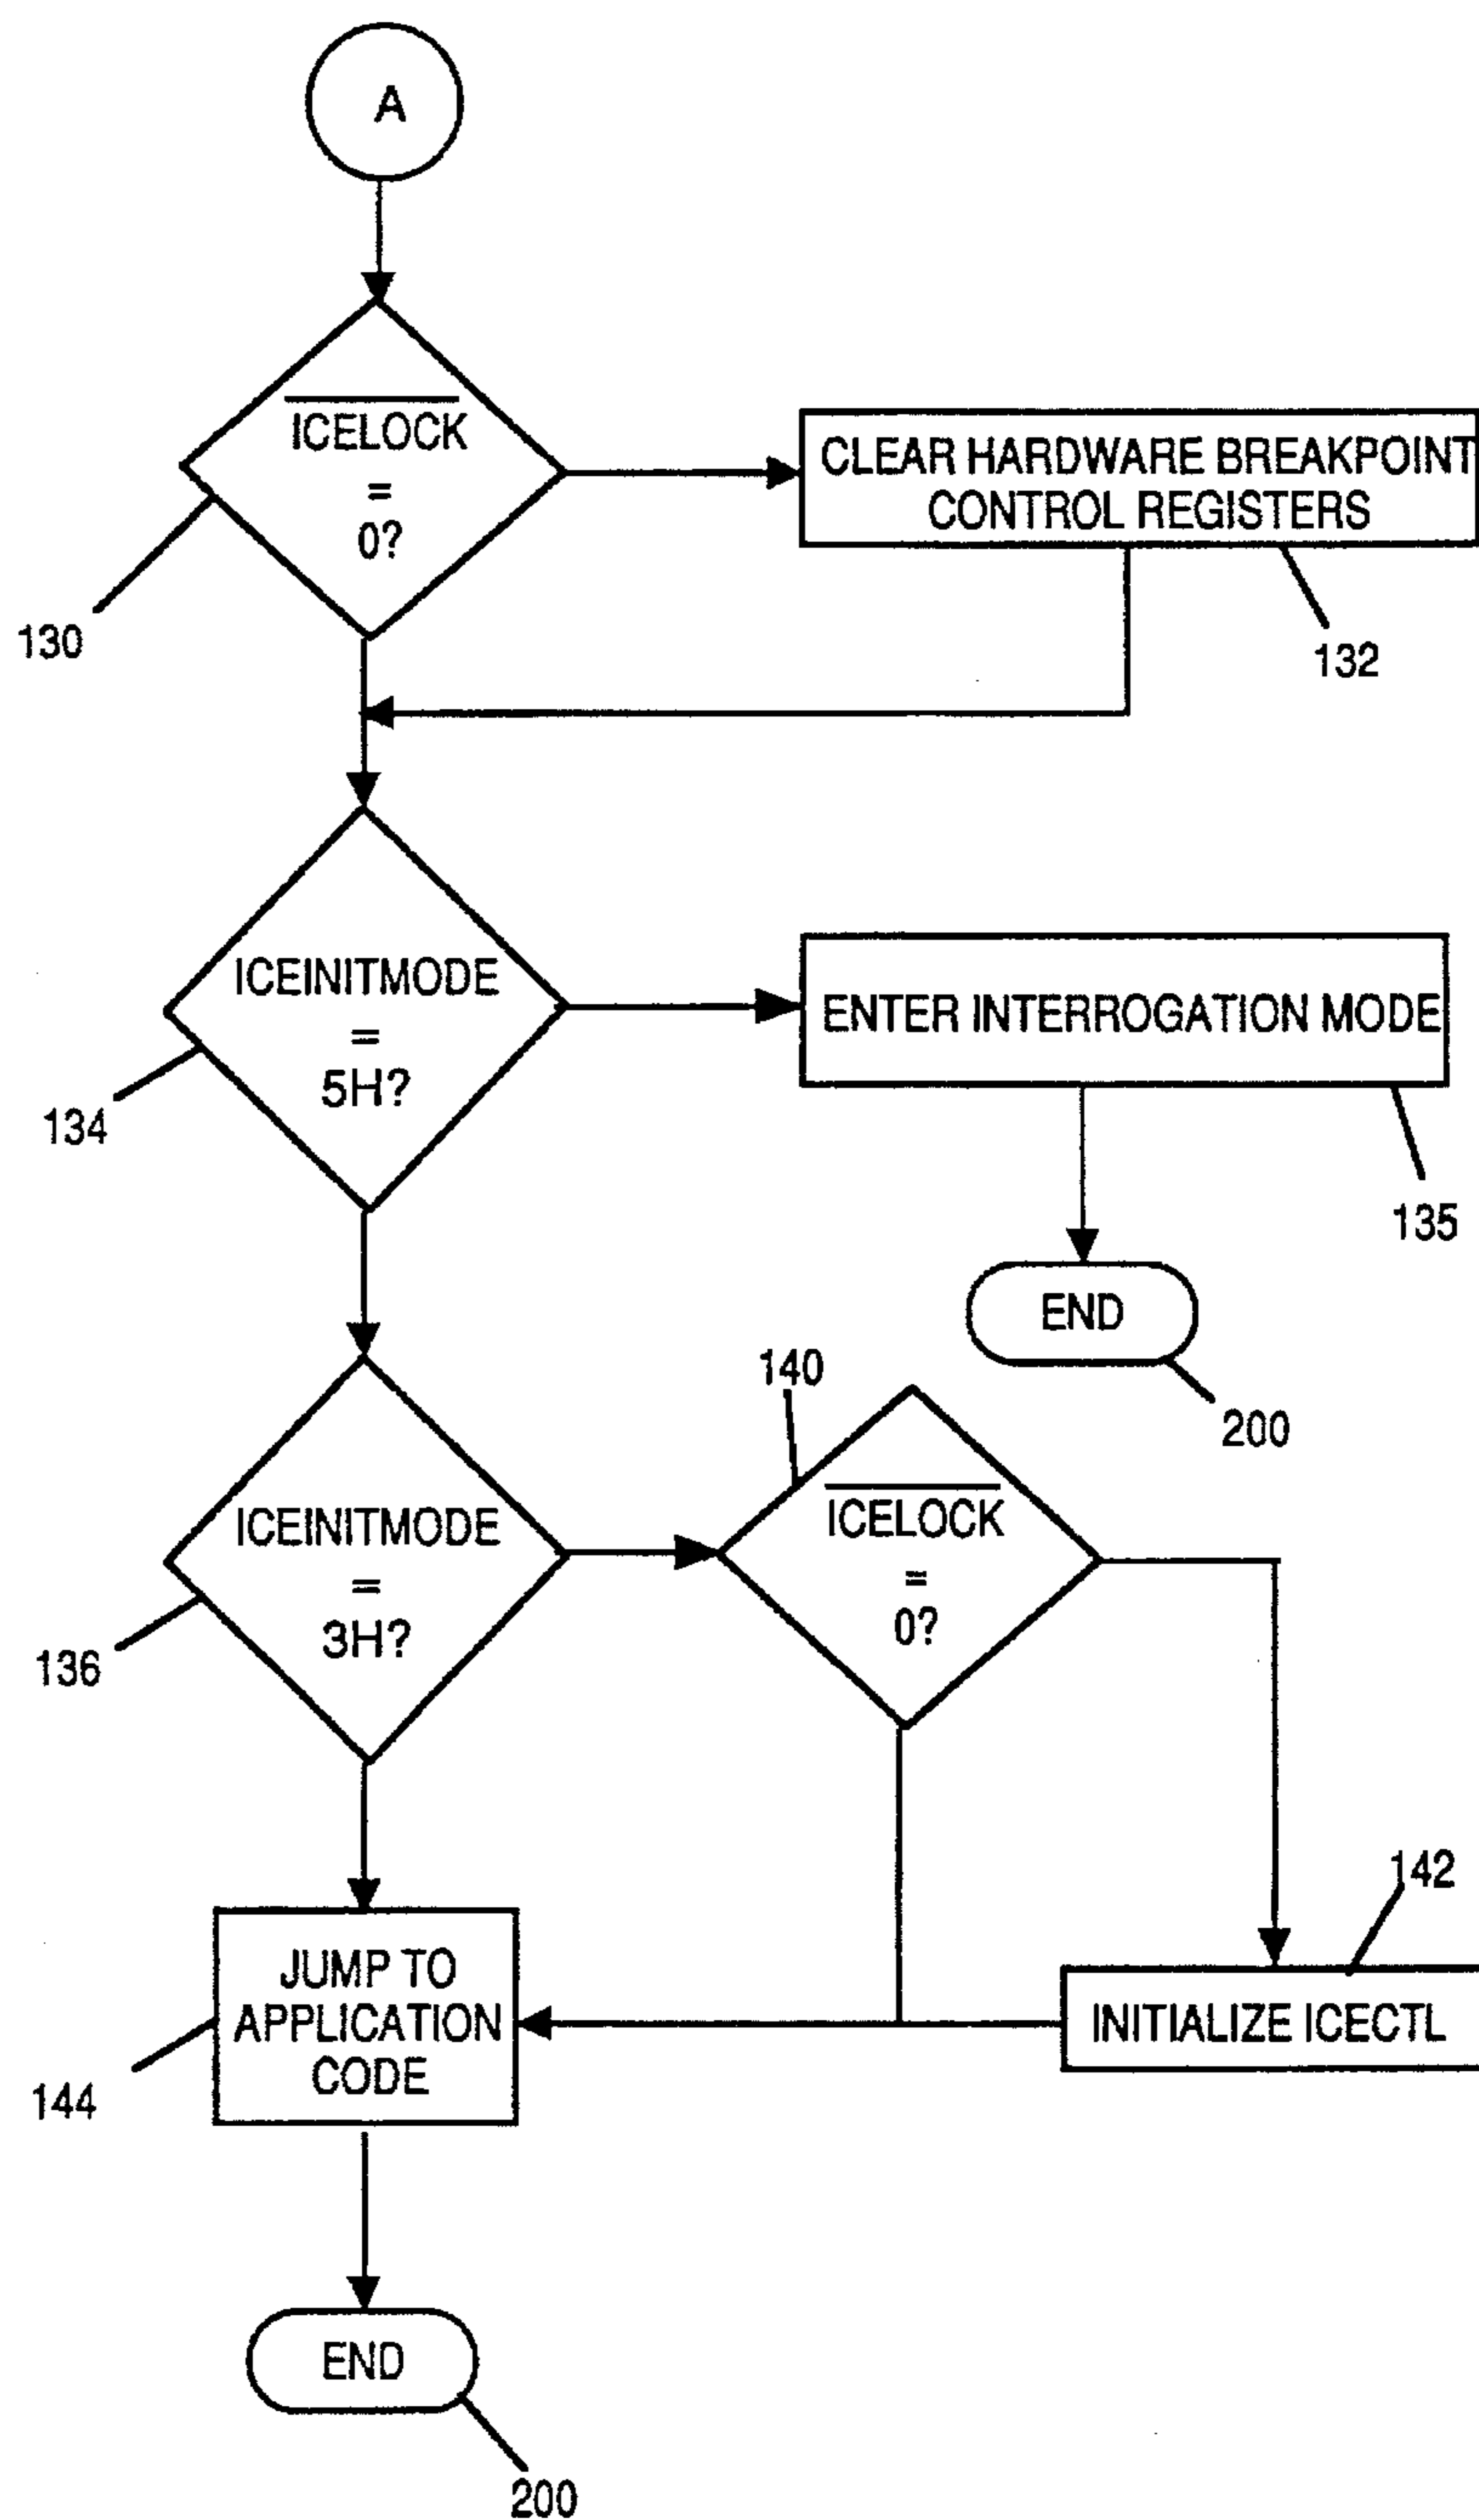 A
ICELOCK
=
0?
130
CLEAR HARDWARE BREAKPOINT
CONTROL REGISTERS
132
ICEINITMODE
=
5H?
134
ENTER INTERROGATION MODE
135
END
200
ICEINITMODE
=
3H?
136
140
ICELOCK
=
0?
142
INITIALIZE ICECTL
JUMP TO
APPLICATION
CODE
144
END
200